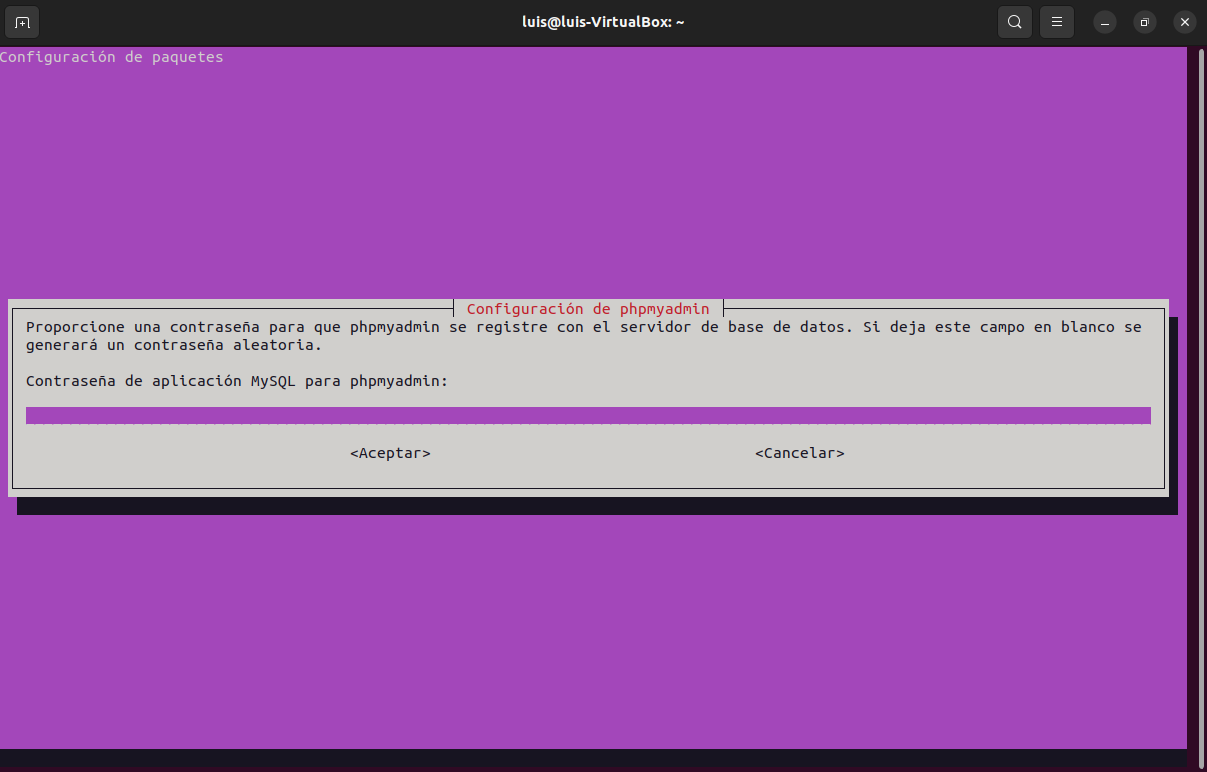 luis@luis-VirtualBox: ~
Configuración de paquetes
Configuración de phpmyadmin
Proporcione una contraseña para que phpmyadmin se registre con el servidor de base de datos. Si deja este campo en blanco se
generará un contraseña aleatoria.
Contraseña de aplicación MySQL para phpmyadmin:
<Aceptar> <Cancelar>